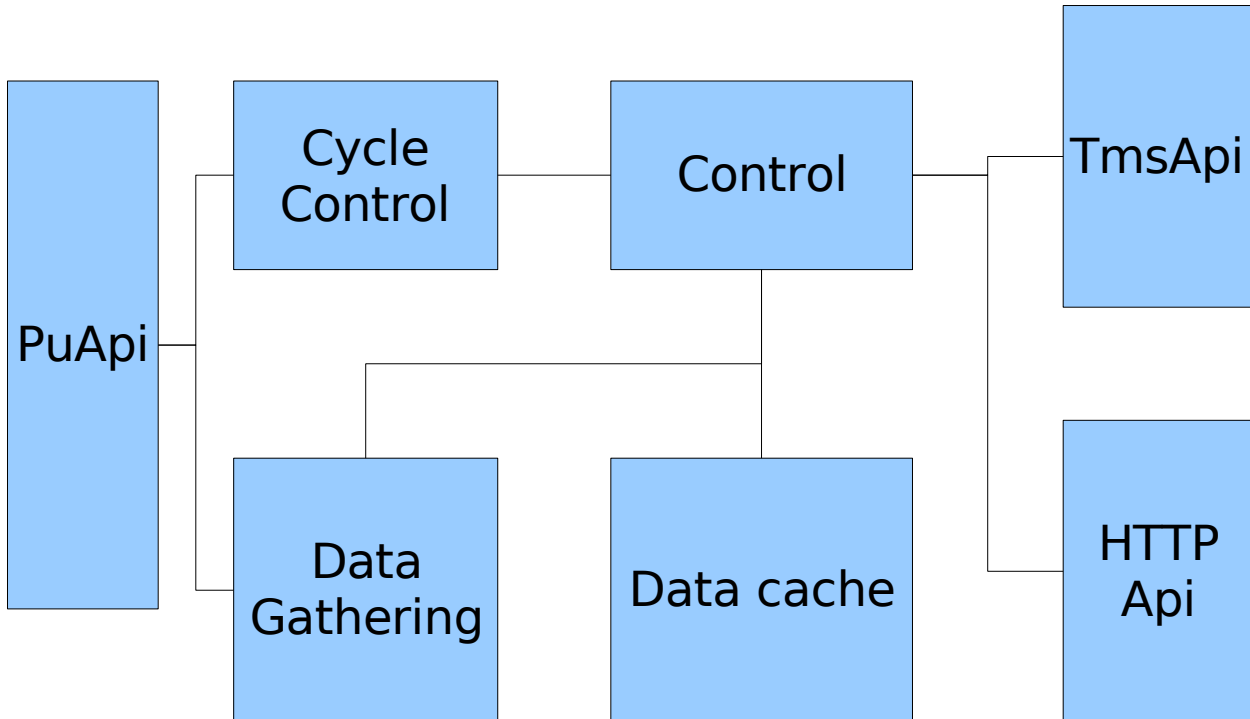 PuApi
Cycle
Control
Control
TmsApi
Data
Gathering
Data cache
HTTP
Api